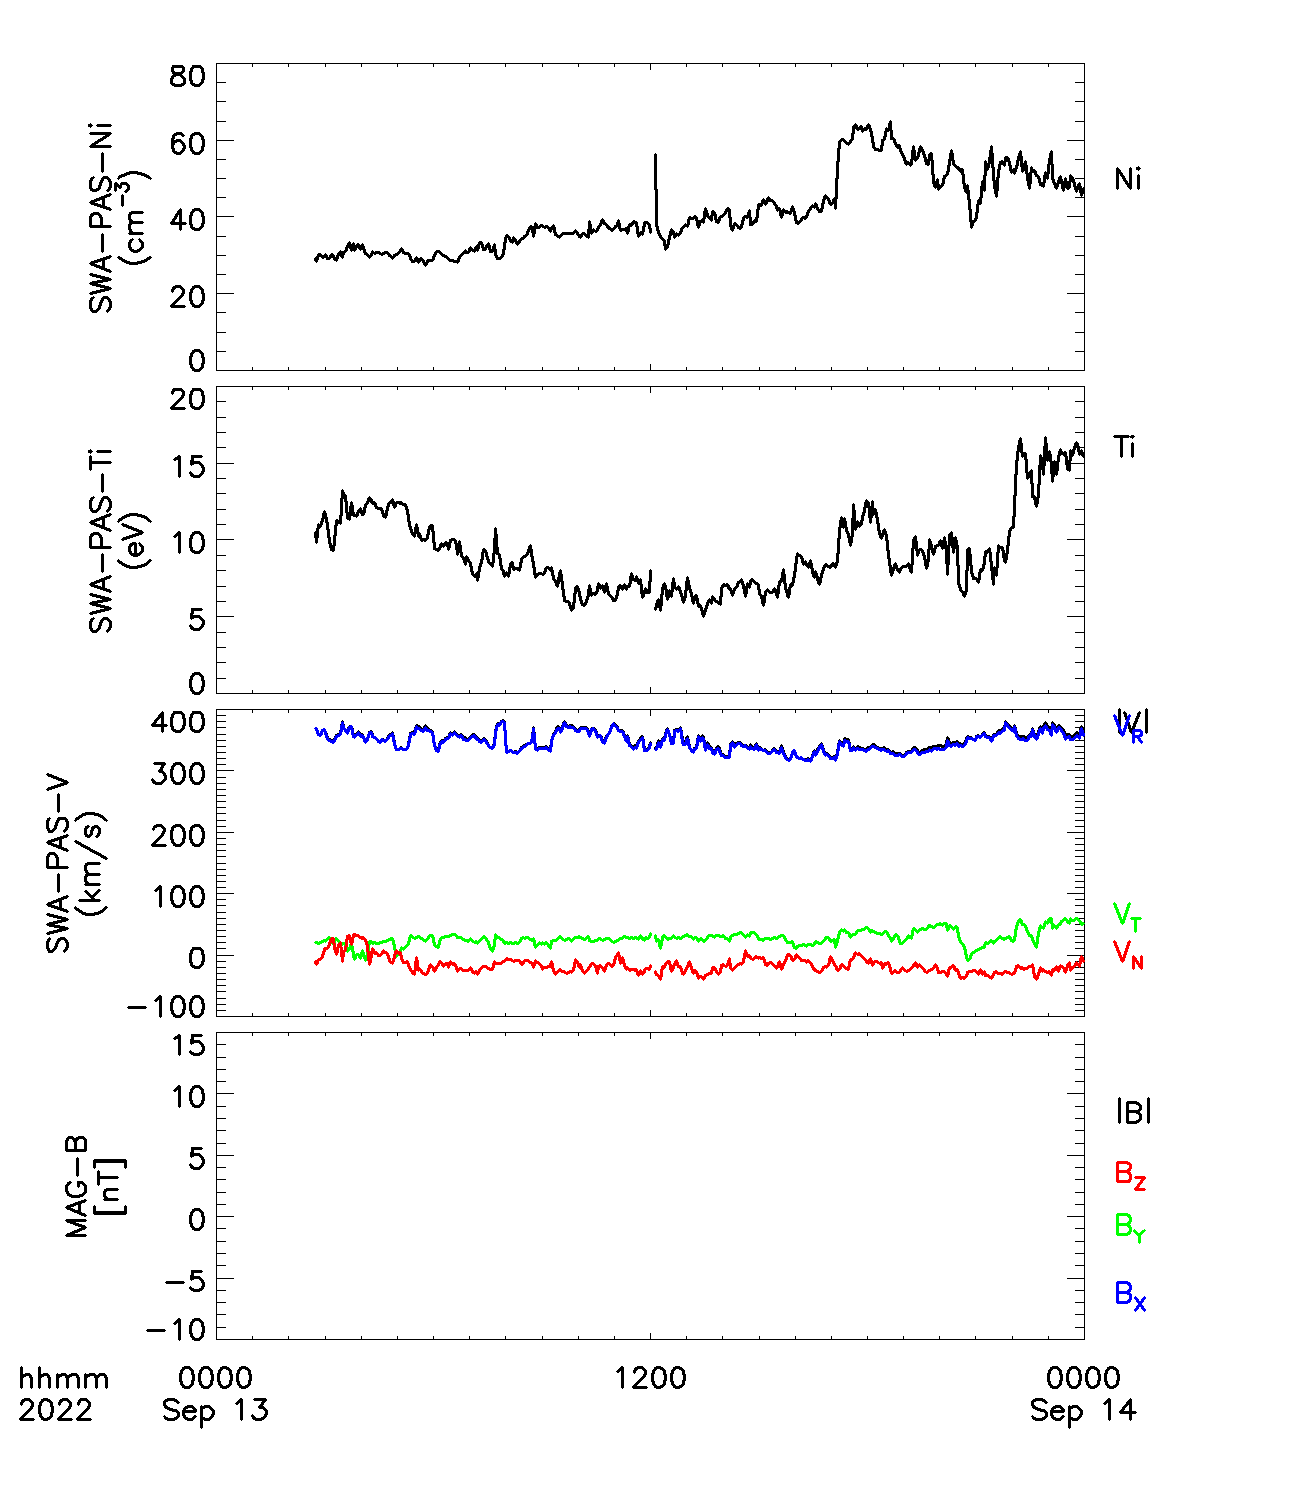 80
60
40
20
0
SWA-PAS-Ni
(cm-3)
Ni
20
15
10
5
0
SWA-PAS-Ti
(eV)
Ti
400
300
200
100
0
-100
SWA-PAS-V
(km/s)
|V|
VR
VT
VN
15
10
5
0
-5
-10
MAG-B
[nT]
|B|
BZ
BY
BX
hhmm 0000 1200 0000
2022 Sep 13 Sep 14